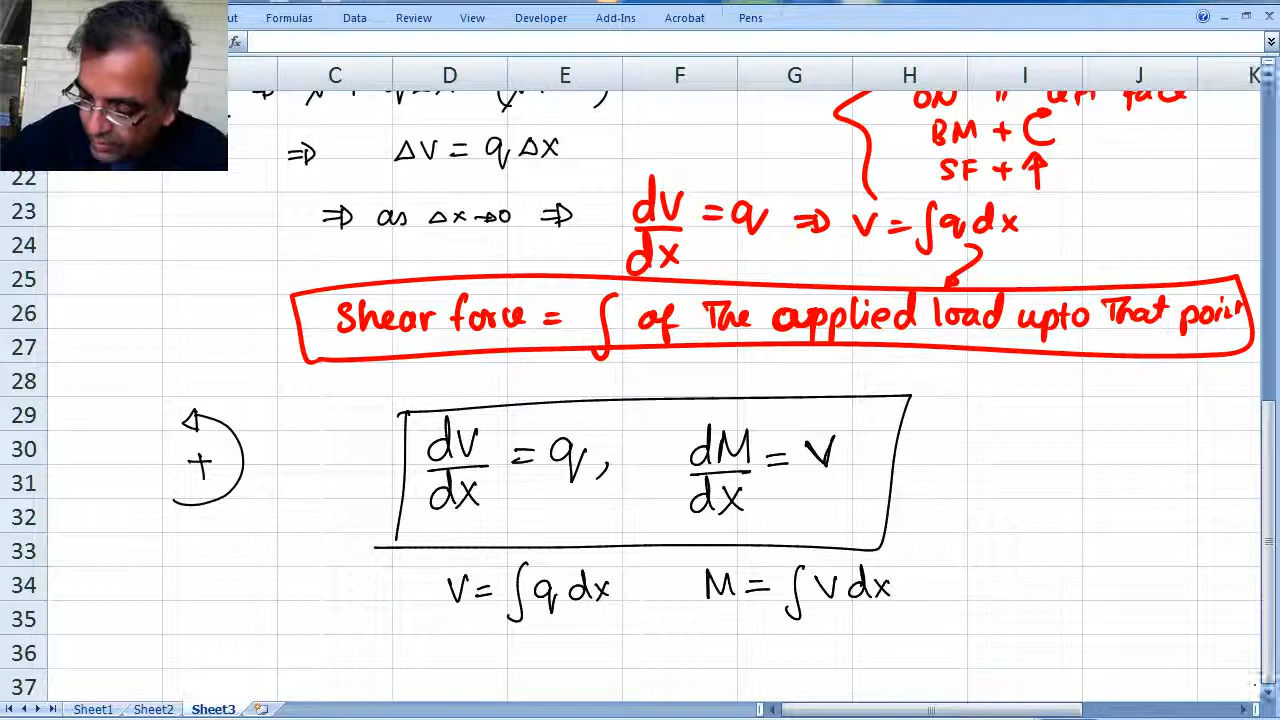 Formulas Data Review View Developer Add-Ins Acrobat Pens
fx
C D E F G H I J K
BM +
⇒ ΔV = q Δx
SF + ↑
22
23
⇒ as Δx→0 ⇒ dV/dx = q ⇒ V = ∫q dx
24
25
26
Shear force = ∫ of The applied load upto That point
27
28
29
30
+ dV/dx = q, dM/dx = V
31
32
33
34
V = ∫ q dx M = ∫ V dx
35
36
37
Sheet1 Sheet2 Sheet3